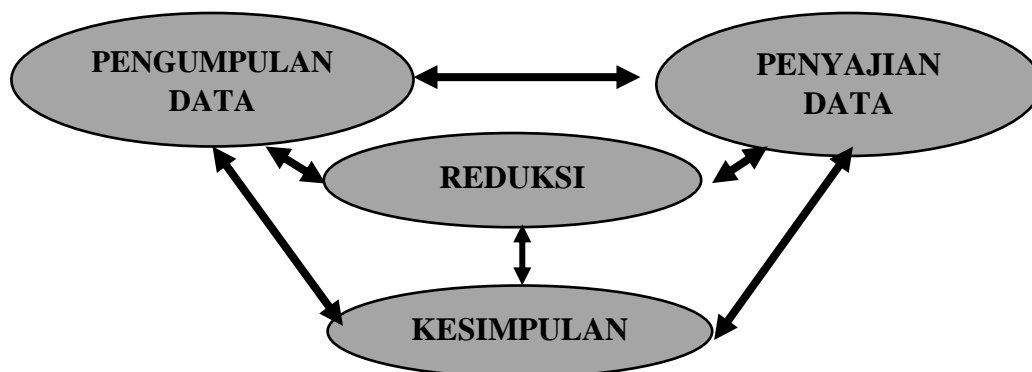 PENGUMPULAN
DATA
PENYAJIAN
DATA
REDUKSI
KESIMPULAN